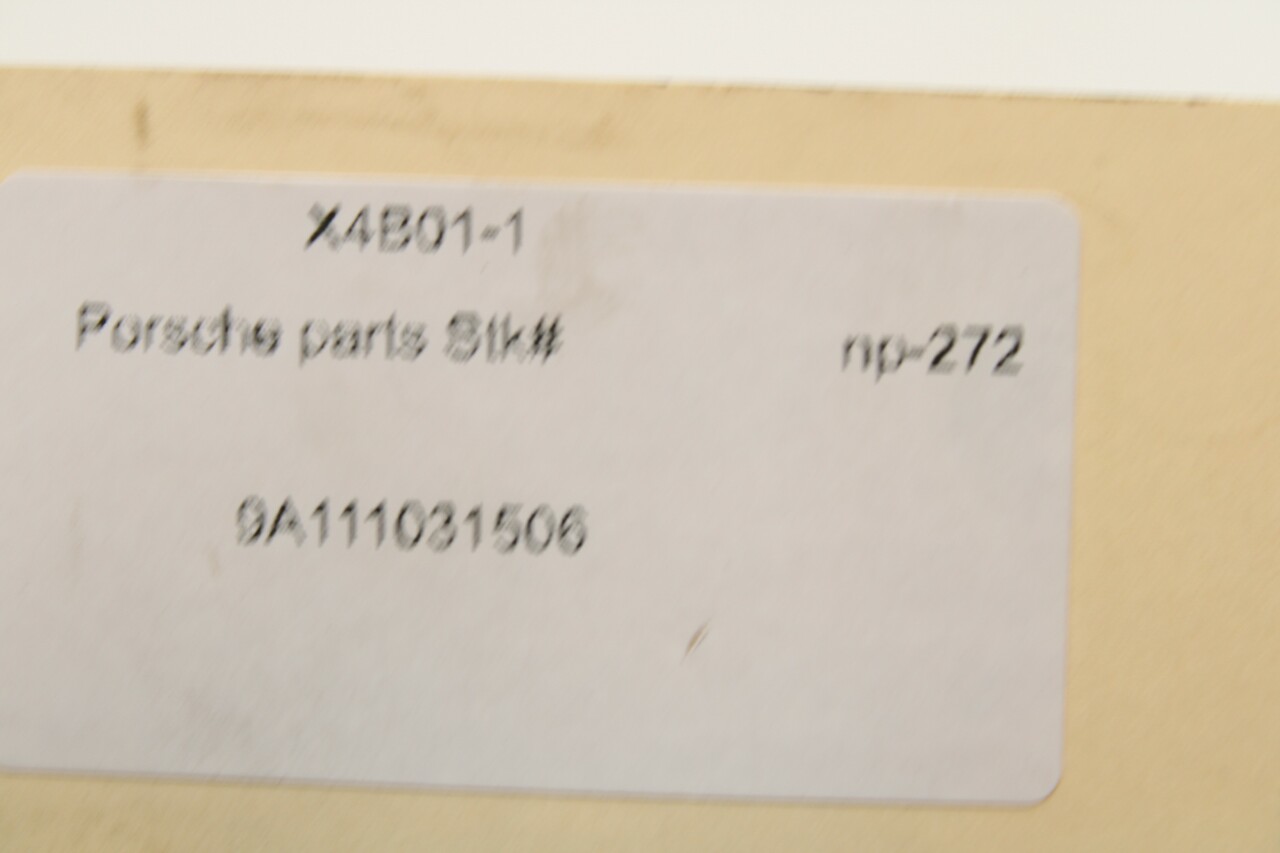 X4B01-1
Porsche parts Stk# np-272
9A111031506